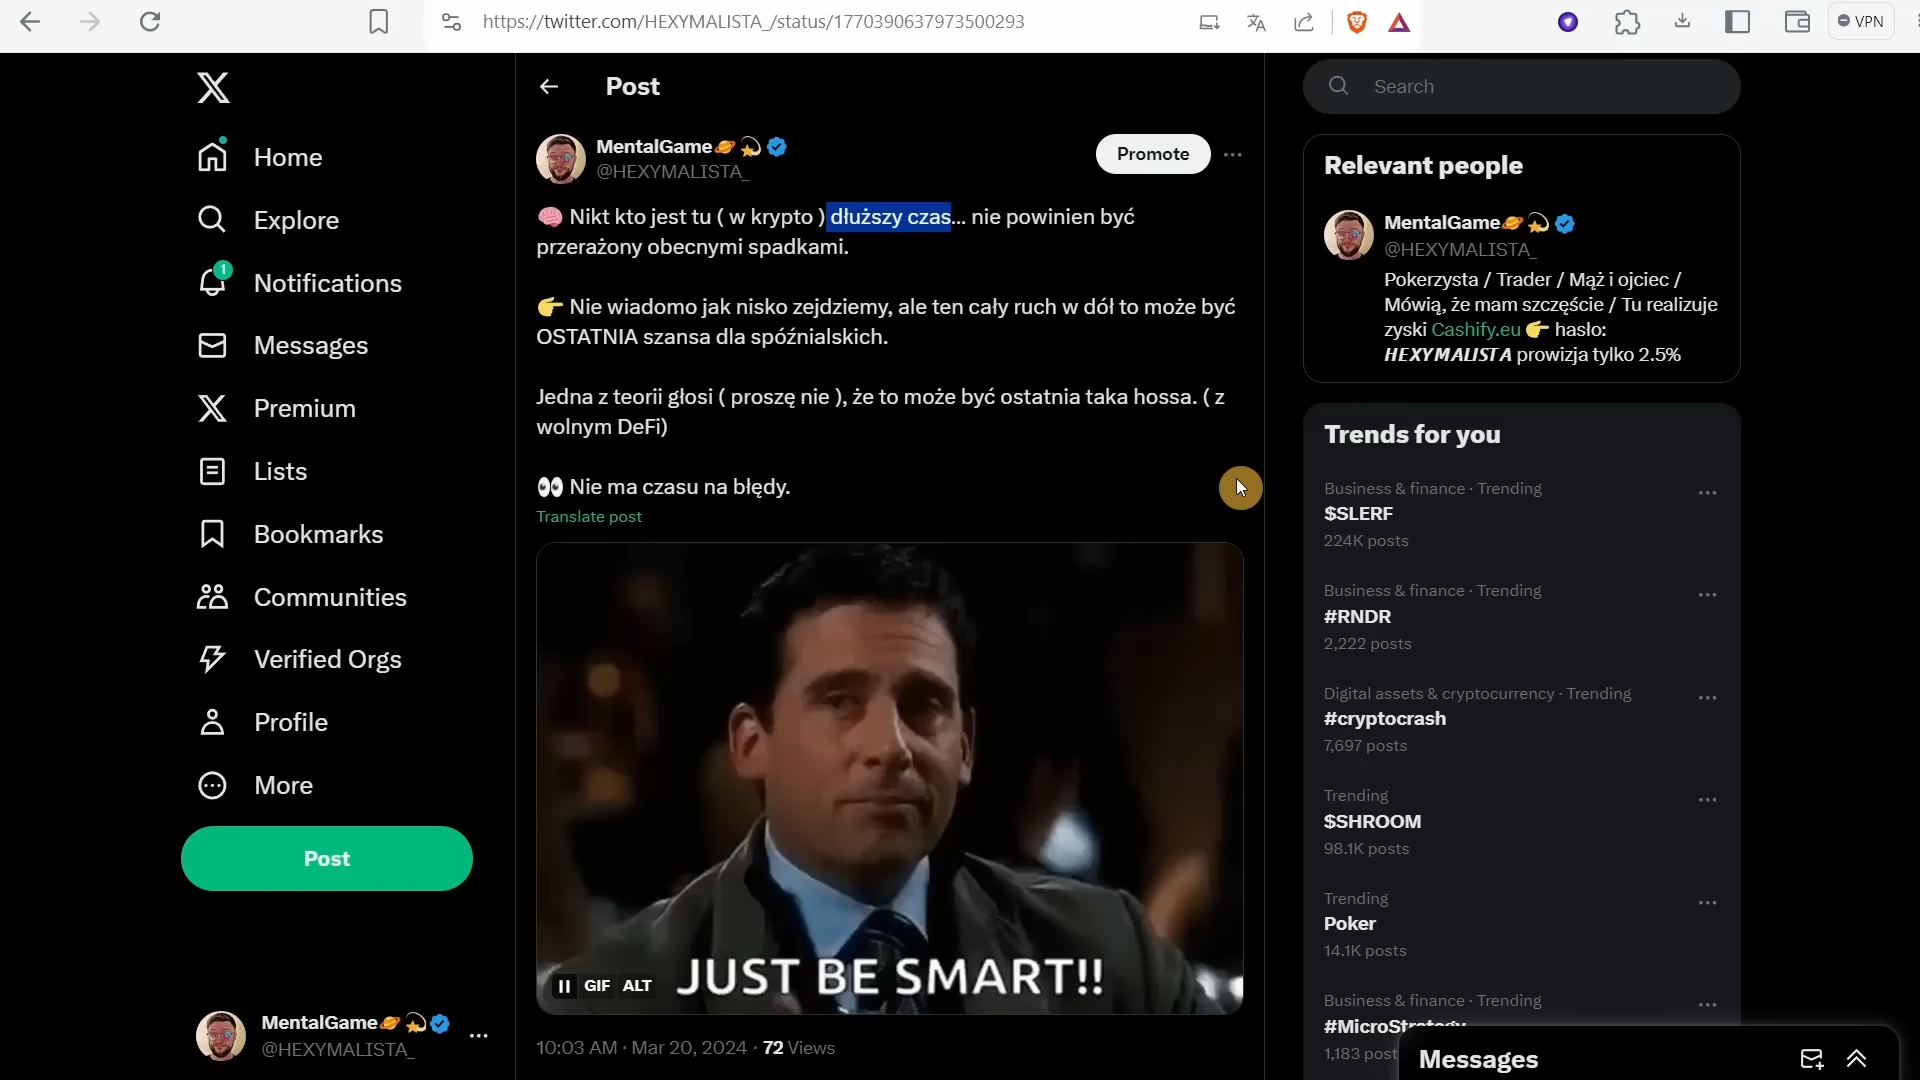 https://twitter.com/HEXYMALISTA_/status/1770390637973500293
VPN
Home
Explore
1
Notifications
Messages
Premium
Lists
Bookmarks
Communities
Verified Orgs
Profile
More
Post
MentalGame
@HEXYMALISTA_
Post
MentalGame
@HEXYMALISTA_
Promote
Nikt kto jest tu ( w krypto ) dłuższy czas... nie powinien być
przerażony obecnymi spadkami.
Nie wiadomo jak nisko zejdziemy, ale ten cały ruch w dół to może być
OSTATNIA szansa dla spóźnialskich.
Jedna z teorii głosi ( proszę nie ), że to może być ostatnia taka hossa. ( z
wolnym DeFi)
Nie ma czasu na błędy.
Translate post
JUST BE SMART!!
GIF ALT
10:03 AM · Mar 20, 2024 · 72 Views
Search
Relevant people
MentalGame
@HEXYMALISTA_
Pokerzysta / Trader / Mąż i ojciec /
Mówią, że mam szczęście / Tu realizuje
zyski Cashify.eu hasło:
HEXYMALISTA prowizja tylko 2.5%
Trends for you
Business & finance · Trending
$SLERF
224K posts
Business & finance · Trending
#RNDR
2,222 posts
Digital assets & cryptocurrency · Trending
#cryptocrash
7,697 posts
Trending
$SHROOM
98.1K posts
Trending
Poker
14.1K posts
Business & finance · Trending
#MicroStrategy
1,183 post
Messages